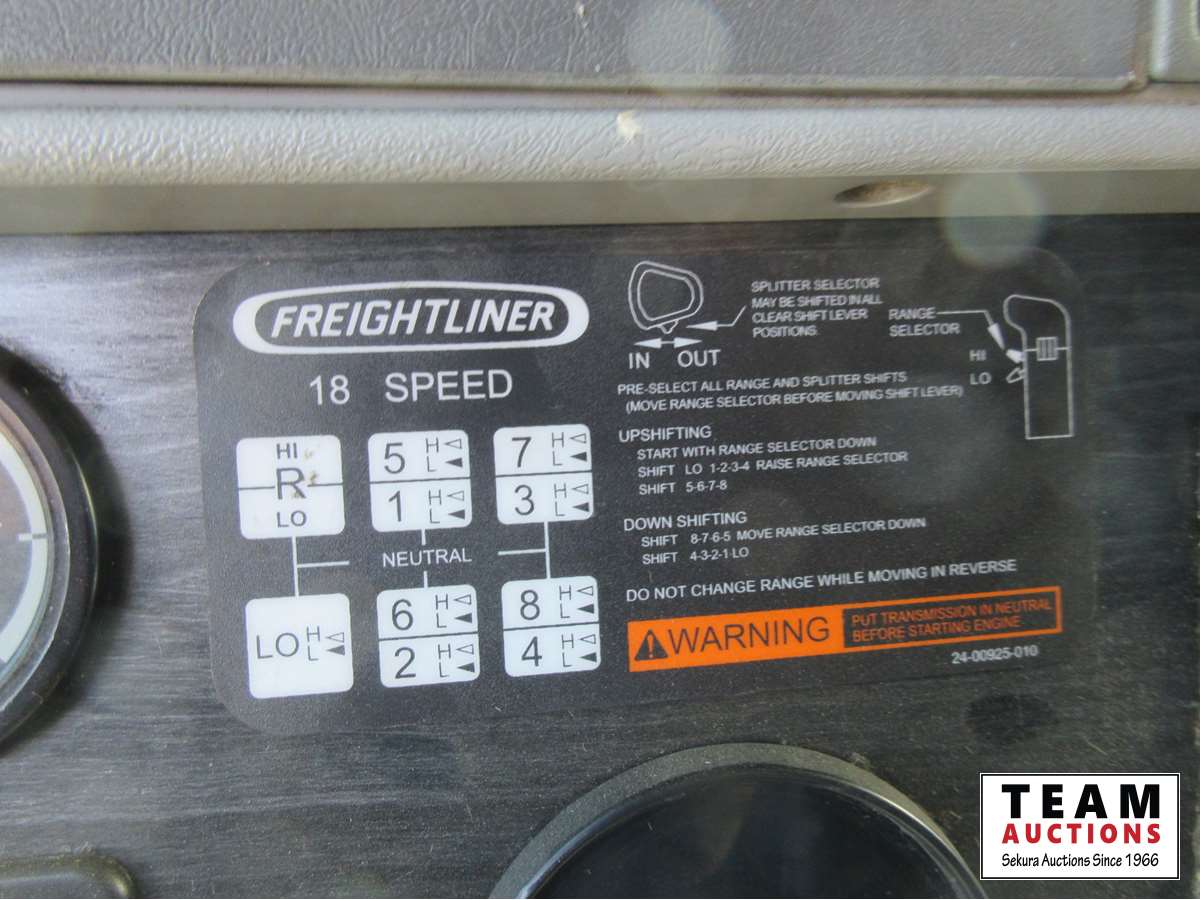 FREIGHTLINER
18 SPEED
HI
R
LO
5 H L
1 H L
7 H L
3 H L
NEUTRAL
LO H L
6 H L
2 H L
8 H L
4 H L
SPLITTER SELECTOR
MAY BE SHIFTED IN ALL
CLEAR SHIFT LEVER
POSITIONS.
IN OUT
RANGE
SELECTOR
HI
LO
PRE-SELECT ALL RANGE AND SPLITTER SHIFTS
(MOVE RANGE SELECTOR BEFORE MOVING SHIFT LEVER)
UPSHIFTING
START WITH RANGE SELECTOR DOWN
SHIFT LO 1-2-3-4 RAISE RANGE SELECTOR
SHIFT 5-6-7-8
DOWN SHIFTING
SHIFT 8-7-6-5 MOVE RANGE SELECTOR DOWN
SHIFT 4-3-2-1-LO
DO NOT CHANGE RANGE WHILE MOVING IN REVERSE
WARNING
PUT TRANSMISSION IN NEUTRAL
BEFORE STARTING ENGINE
24-00925-010
TEAM
AUCTIONS
Sekura Auctions Since 1966